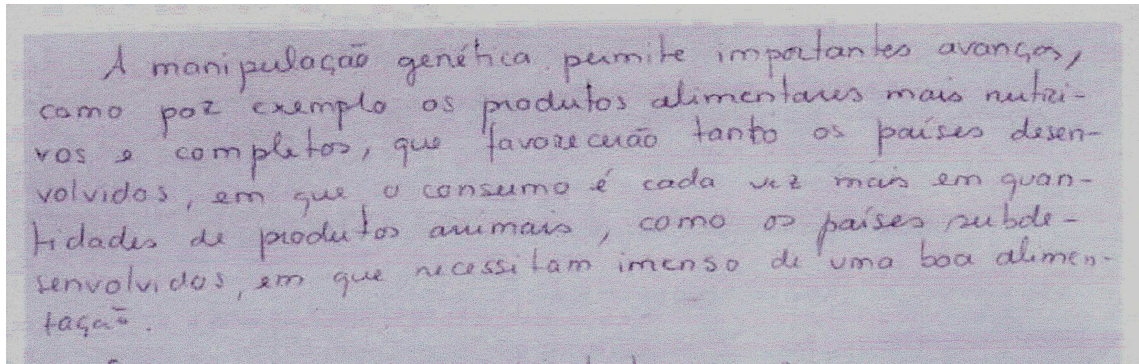 A manipulação genética permite importantes avanços,
como por exemplo os produtos alimentares mais nutri-
vos e completos, que favorecerão tanto os países desen-
volvidos, em que o consumo é cada vez mais em quan-
tidades de produtos animais, como os países subde-
senvolvidos, em que necessitam imenso de uma boa alimen-
tação.